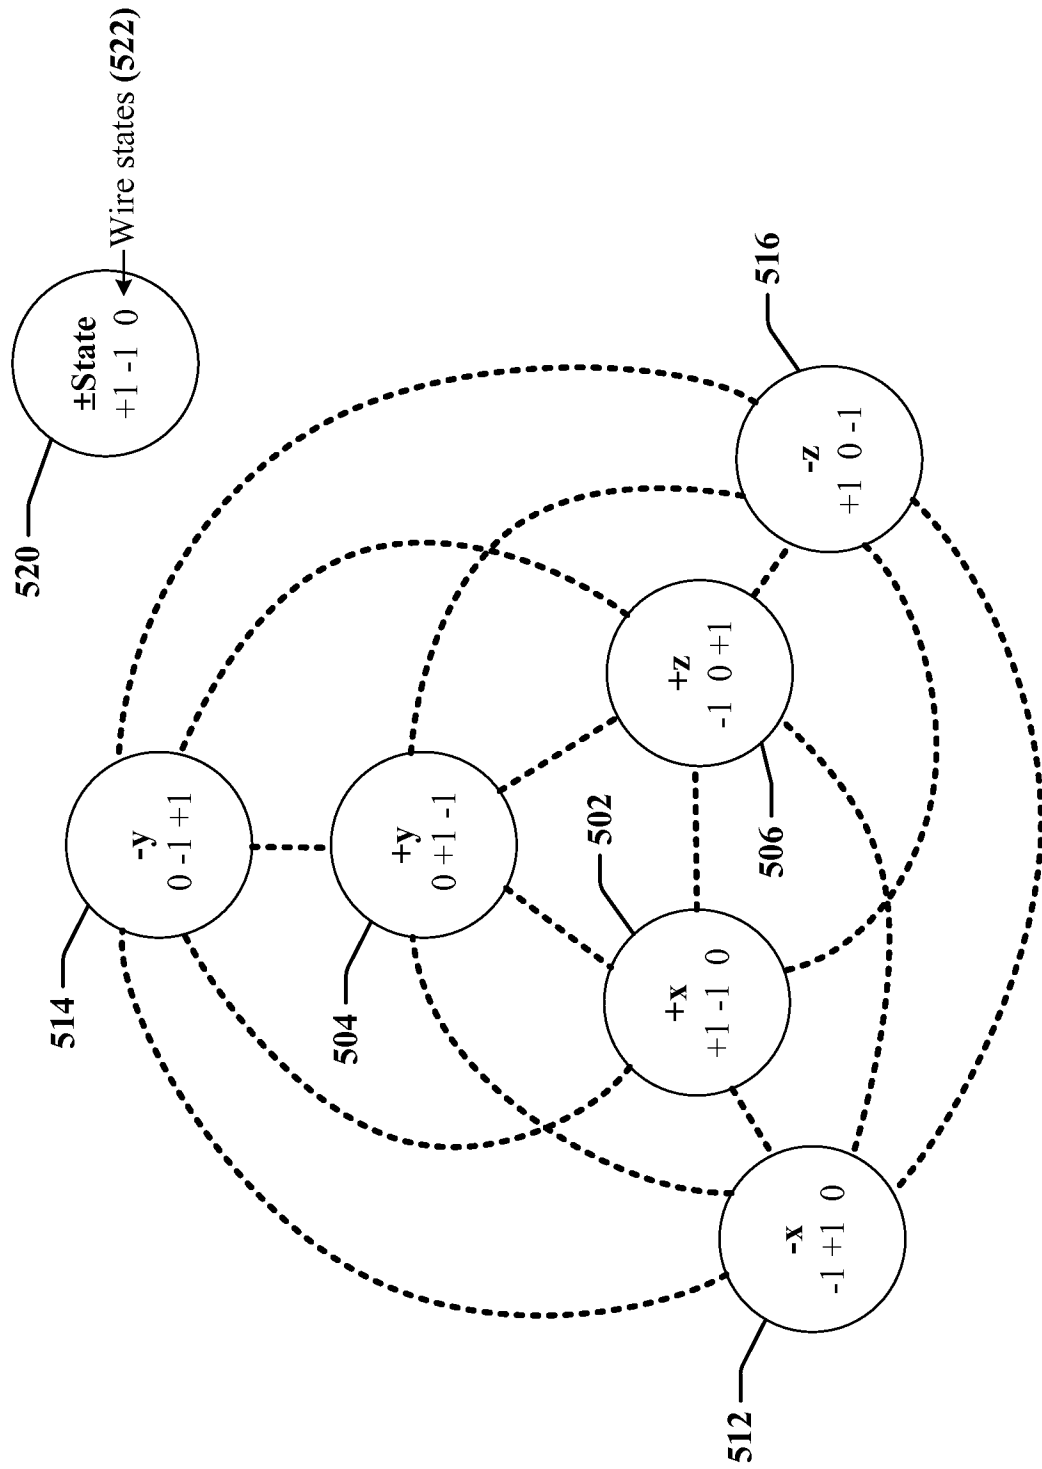 520
±State
+1 -1 0
Wire states (522)
514
-y
0 -1 +1
504
+y
0 +1 -1
502
+x
+1 -1 0
506
+z
-1 0 +1
512
-x
-1 +1 0
516
-z
+1 0 -1